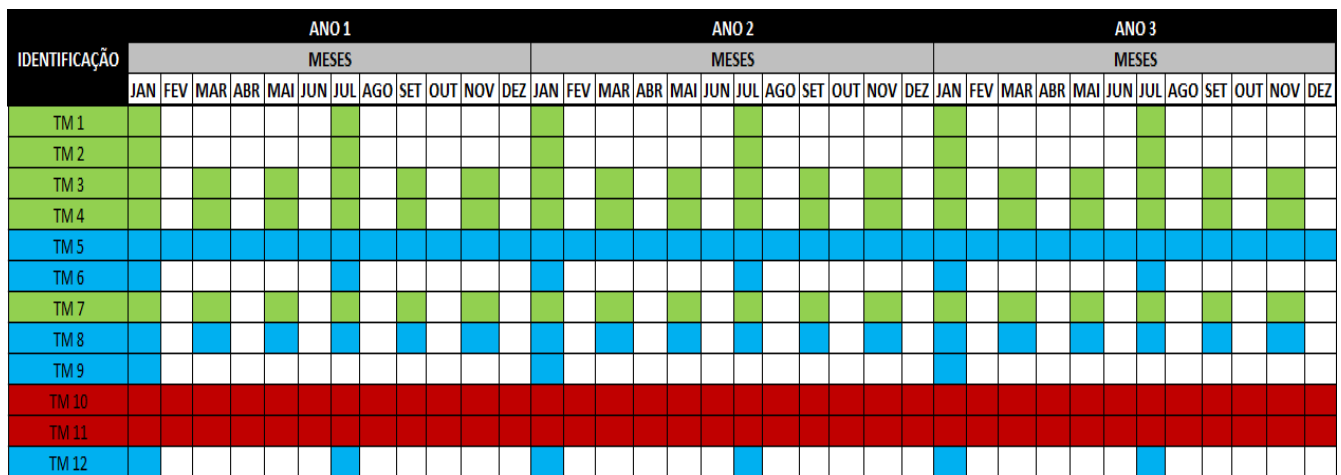 ANO 1 ANO 2 ANO 3
IDENTIFICAÇÃO MESES MESES MESES
JAN FEV MAR ABR MAI JUN JUL AGO SET OUT NOV DEZ JAN FEV MAR ABR MAI JUN JUL AGO SET OUT NOV DEZ JAN FEV MAR ABR MAI JUN JUL AGO SET OUT NOV DEZ
TM 1
TM 2
TM 3
TM 4
TM 5
TM 6
TM 7
TM 8
TM 9
TM 10
TM 11
TM 12